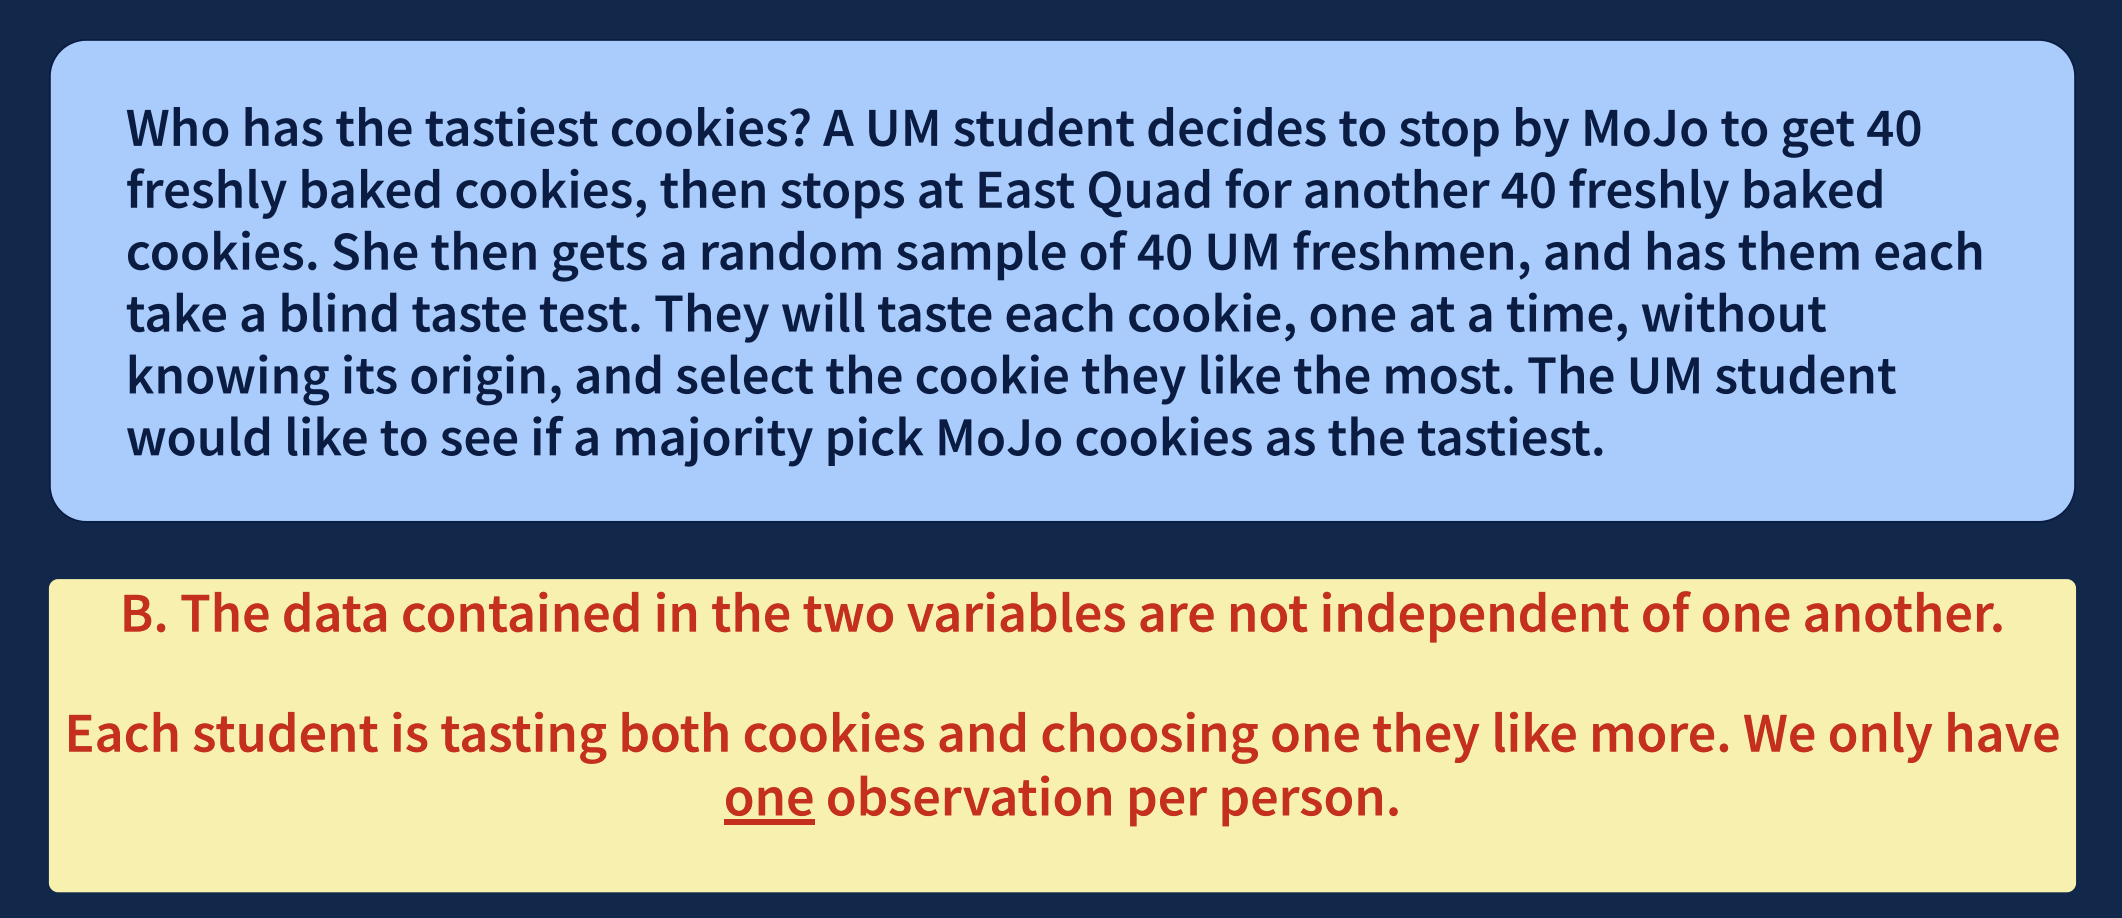 Who has the tastiest cookies? A UM student decides to stop by MoJo to get 40
freshly baked cookies, then stops at East Quad for another 40 freshly baked
cookies. She then gets a random sample of 40 UM freshmen, and has them each
take a blind taste test. They will taste each cookie, one at a time, without
knowing its origin, and select the cookie they like the most. The UM student
would like to see if a majority pick MoJo cookies as the tastiest.
B. The data contained in the two variables are not independent of one another.
Each student is tasting both cookies and choosing one they like more. We only have
one observation per person.